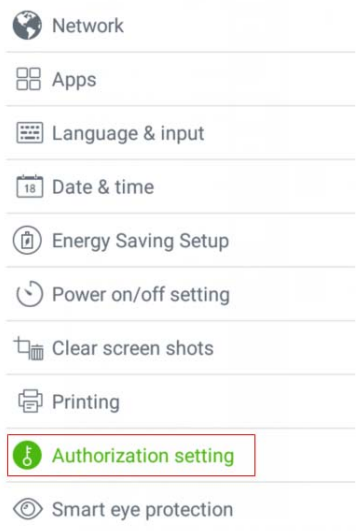 Network
Apps
Language & input
18 Date & time
Energy Saving Setup
Power on/off setting
Clear screen shots
Printing
Authorization setting
Smart eye protection